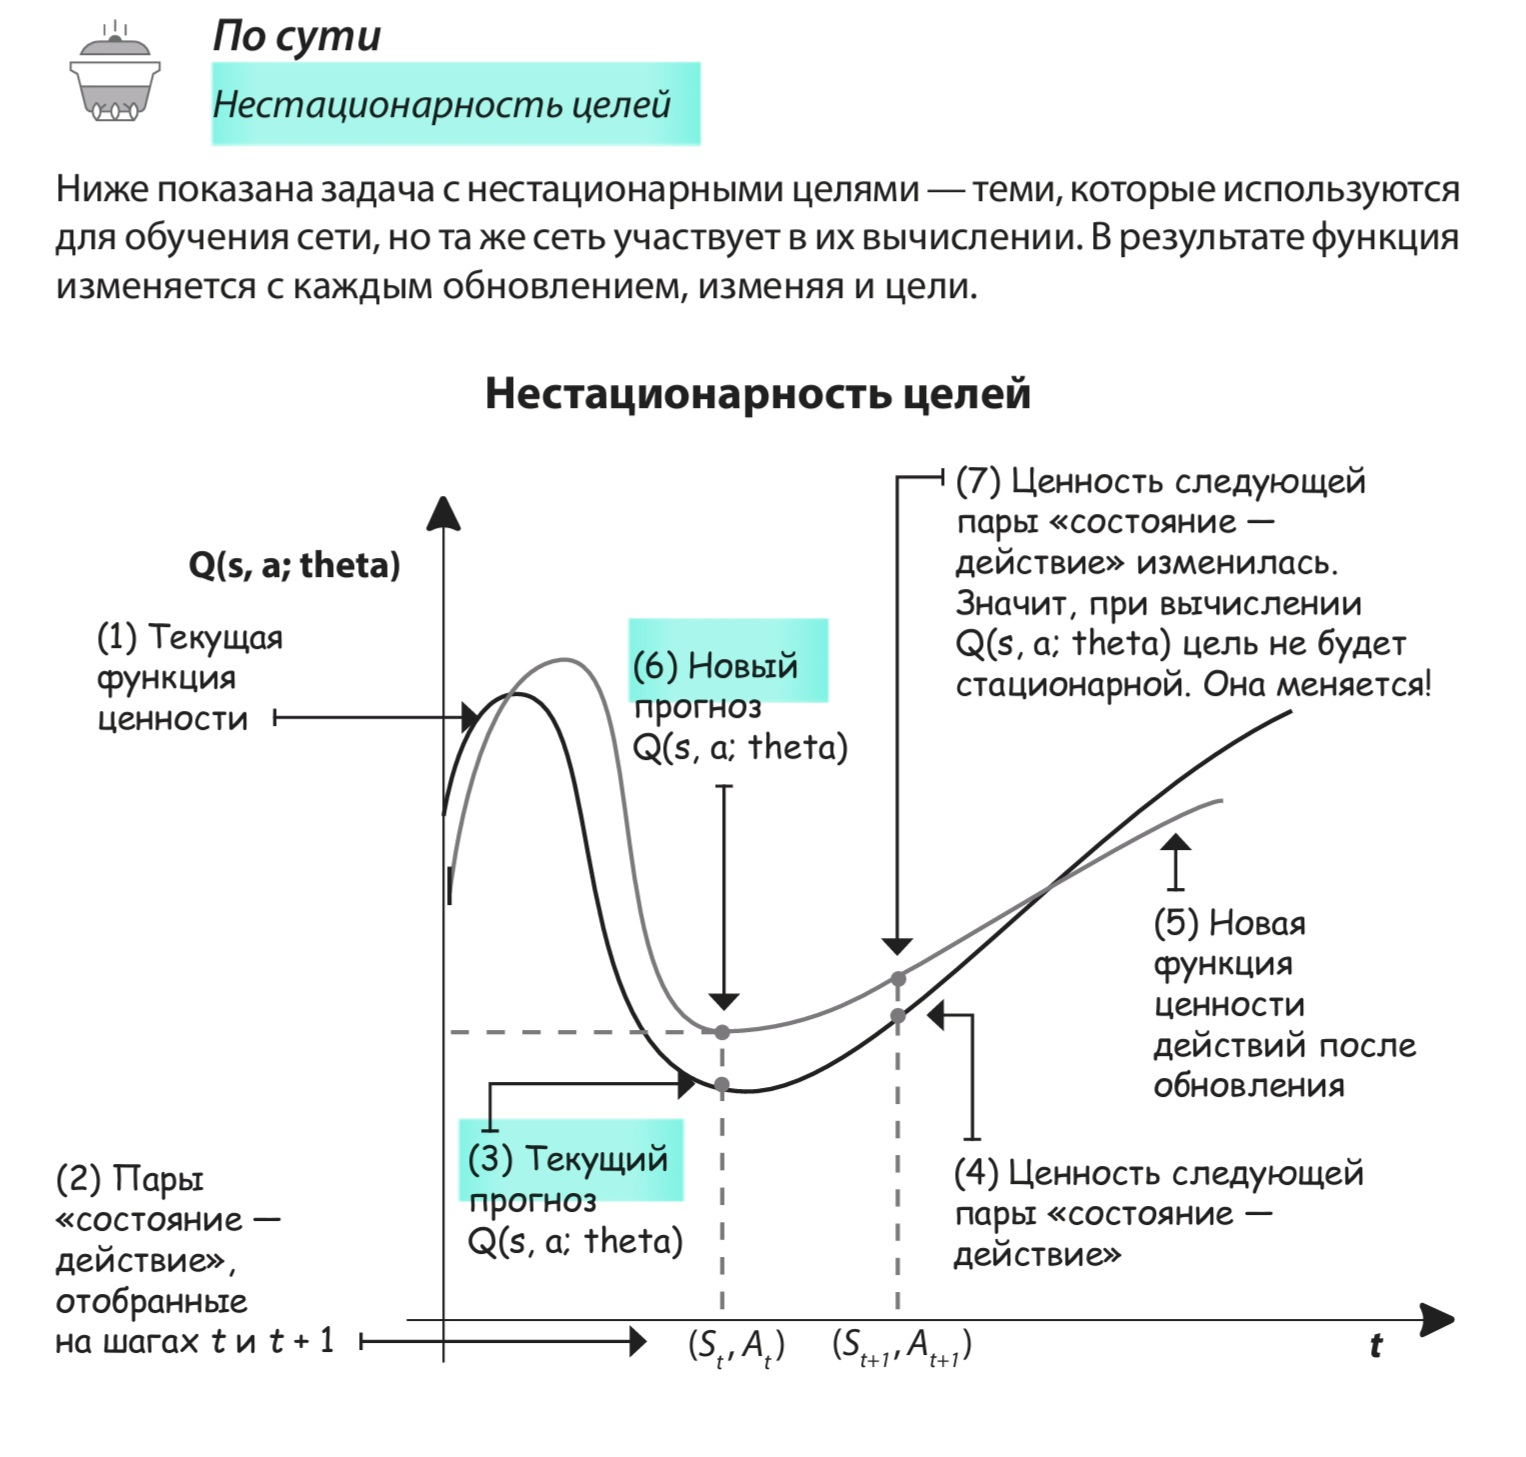 По сути
Нестационарность целей
Ниже показана задача с нестационарными целями — теми, которые используются
для обучения сети, но та же сеть участвует в их вычислении. В результате функция
изменяется с каждым обновлением, изменяя и цели.
Нестационарность целей
Q(s, a; theta)
(1) Текущая
функция
ценности
(6) Новый
прогноз
Q(s, a; theta)
(7) Ценность следующей
пары «состояние —
действие» изменилась.
Значит, при вычислении
Q(s, a; theta) цель не будет
стационарной. Она меняется!
(5) Новая
функция
ценности
действий после
обновления
(3) Текущий
прогноз
Q(s, a; theta)
(4) Ценность следующей
пары «состояние —
действие»
(2) Пары
«состояние —
действие»,
отобранные
на шагах t и t + 1
(Sₜ, Aₜ)
(Sₜ₊₁, Aₜ₊₁)
t